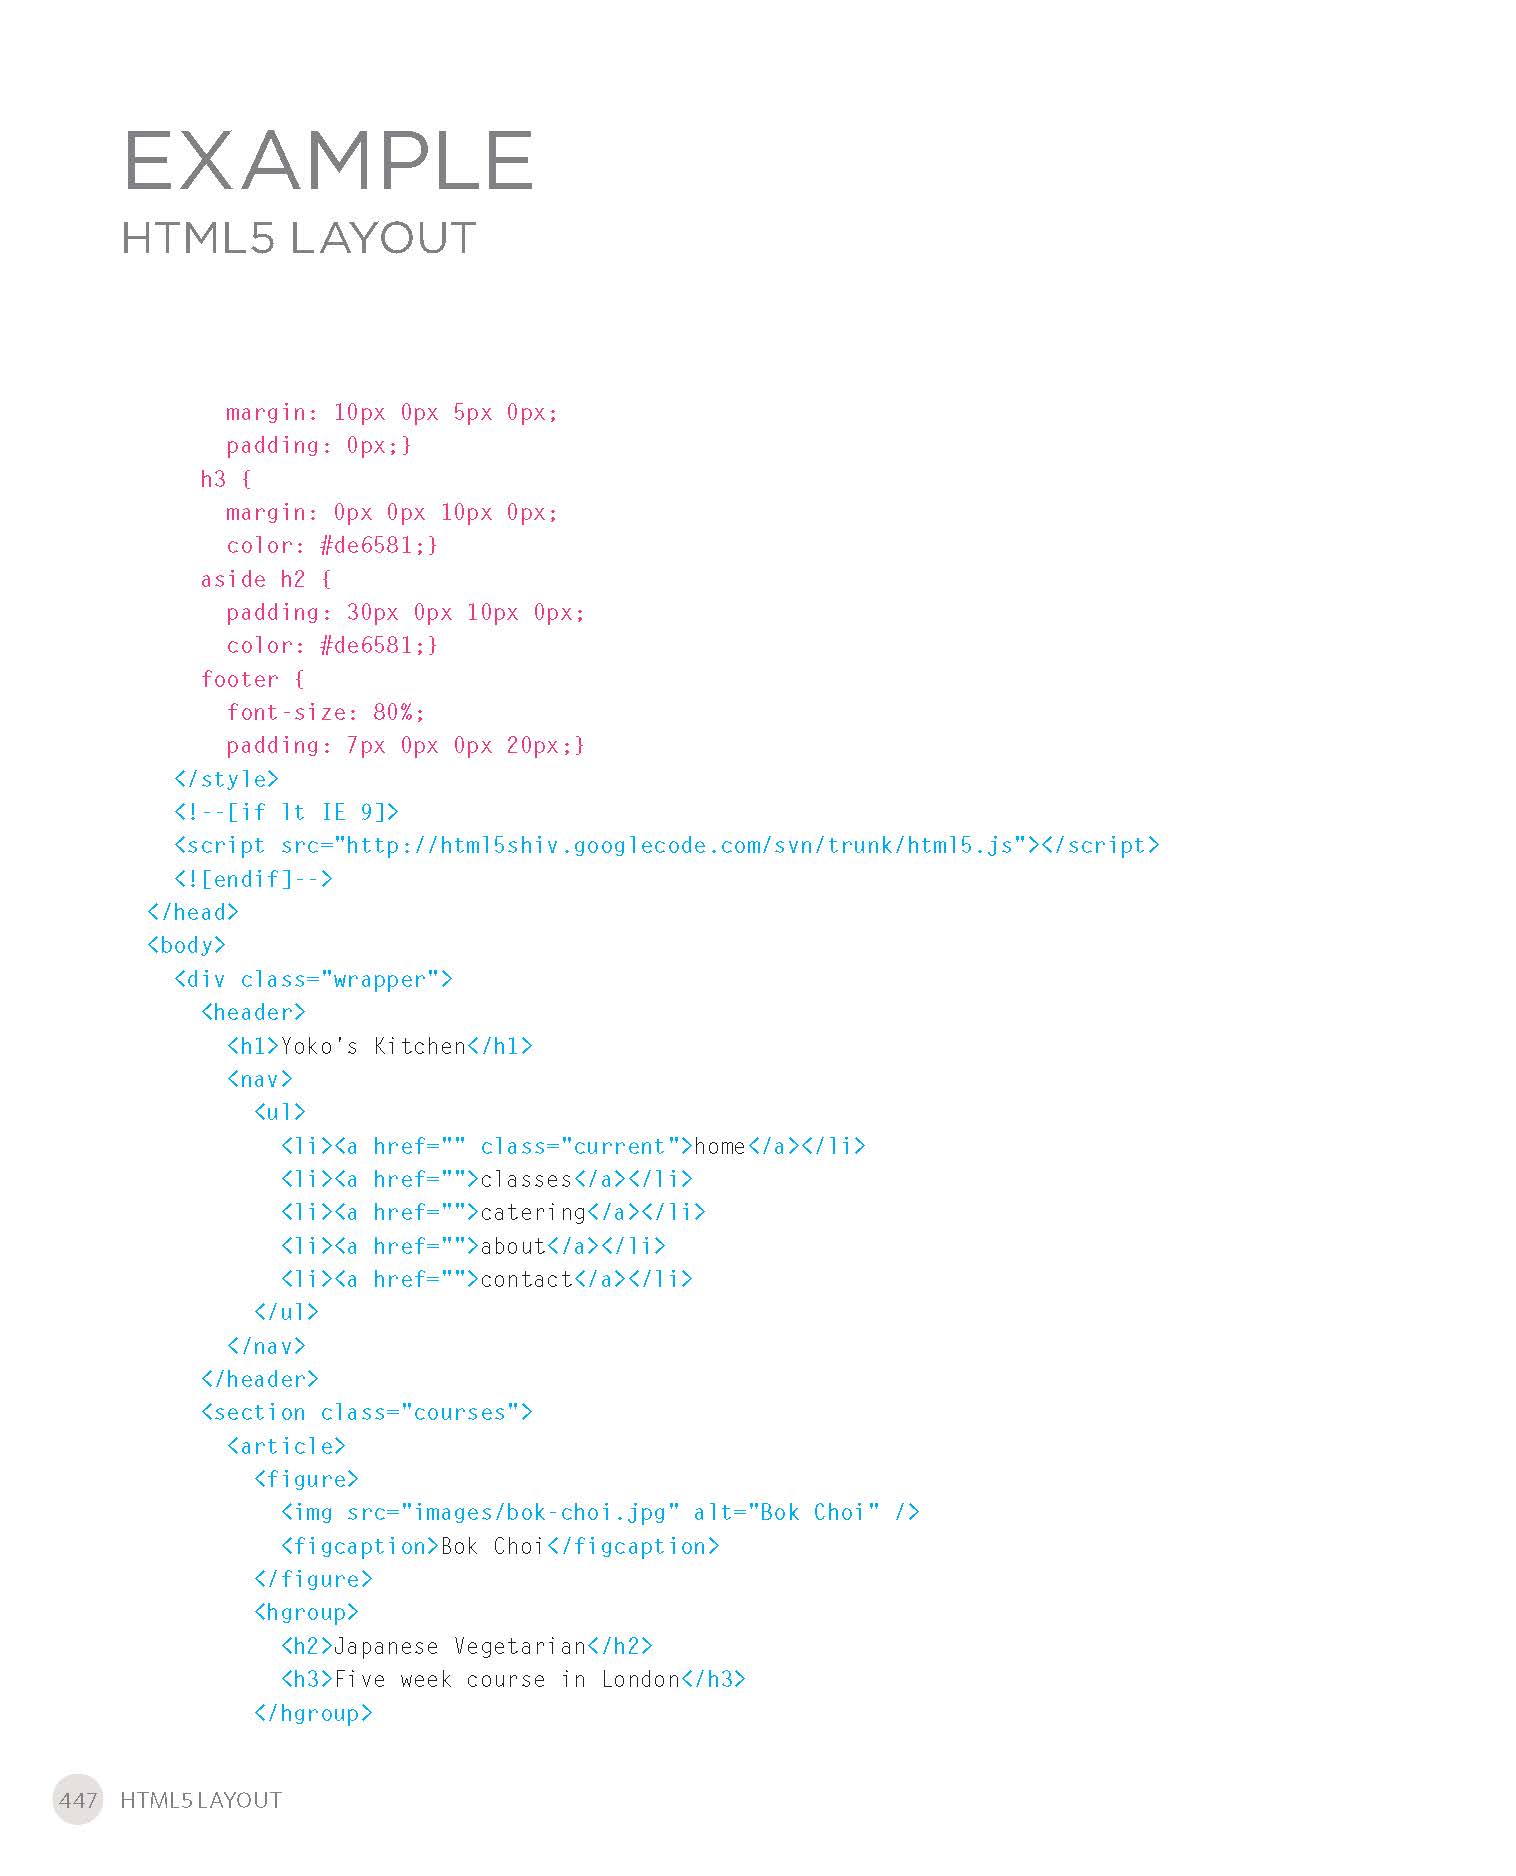 EXAMPLE
HTML5 LAYOUT
margin: 10px 0px 5px 0px;
padding: 0px;}
h3 {
margin: 0px 0px 10px 0px;
color: #de6581;}
aside h2 {
padding: 30px 0px 10px 0px;
color: #de6581;}
footer {
font-size: 80%;
padding: 7px 0px 0px 20px;}
</style>
<!--[if lt IE 9]>
<script src="http://html5shiv.googlecode.com/svn/trunk/html5.js"></script>
<![endif]-->
</head>
<body>
<div class="wrapper">
<header>
<h1>Yoko's Kitchen</h1>
<nav>
<ul>
<li><a href="" class="current">home</a></li>
<li><a href="">classes</a></li>
<li><a href="">catering</a></li>
<li><a href="">about</a></li>
<li><a href="">contact</a></li>
</ul>
</nav>
</header>
<section class="courses">
<article>
<figure>
<img src="images/bok-choi.jpg" alt="Bok Choi" />
<figcaption>Bok Choi</figcaption>
</figure>
<hgroup>
<h2>Japanese Vegetarian</h2>
<h3>Five week course in London</h3>
</hgroup>
447 HTML5 LAYOUT